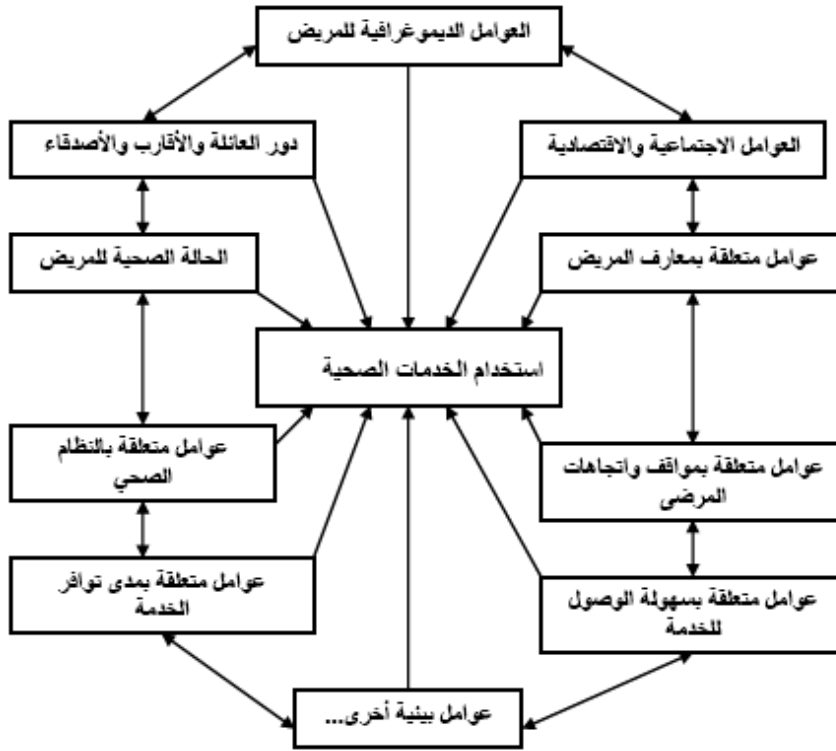 العوامل الديموغرافية للمريض
العوامل الاجتماعية والاقتصادية
دور العائلة والأقارب والأصدقاء
عوامل متعلقة بمعارف المريض
الحالة الصحية للمريض
استخدام الخدمات الصحية
عوامل متعلقة بمواقف واتجاهات
المرضى
عوامل متعلقة بالنظام
الصحي
عوامل متعلقة بسهولة الوصول
للخدمة
عوامل متعلقة بمدى توافر
الخدمة
عوامل بيئية أخرى...